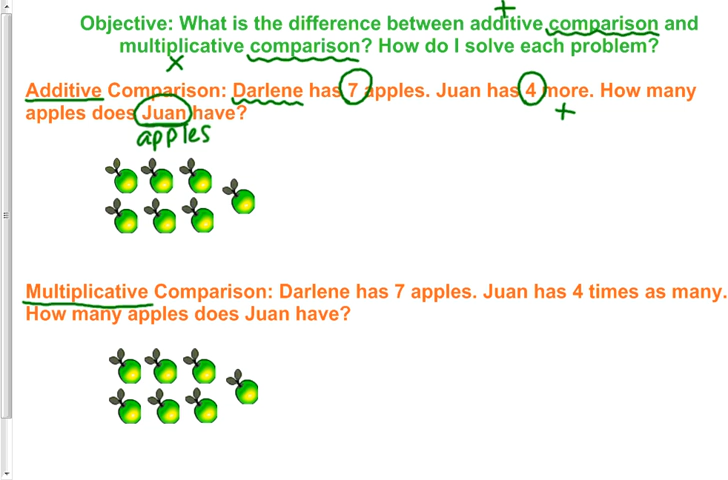 +
Objective: What is the difference between additive comparison and
multiplicative comparison? How do I solve each problem?
x
Additive Comparison: Darlene has 7 apples. Juan has 4 more. How many
+
apples does Juan have?
apples
Multiplicative Comparison: Darlene has 7 apples. Juan has 4 times as many.
How many apples does Juan have?